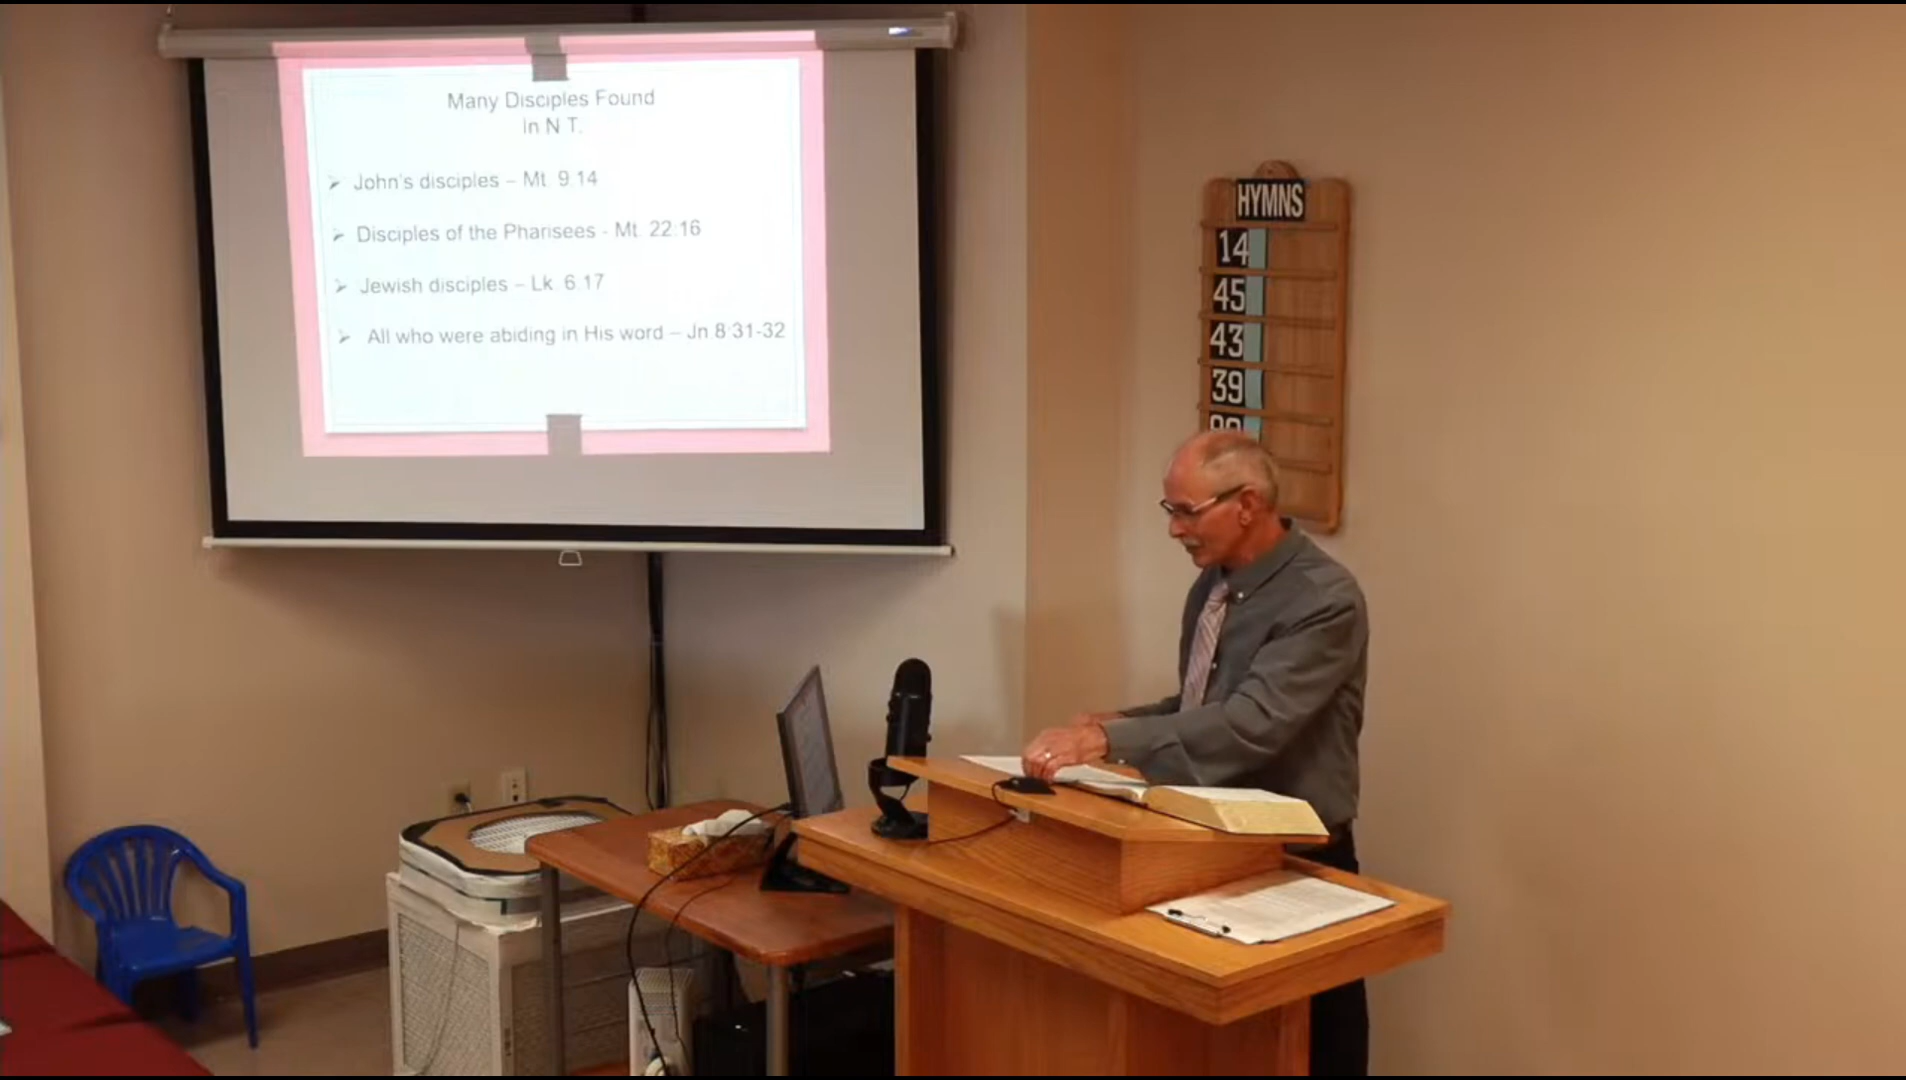 Many Disciples Found
In N T.
John's disciples – Mt. 9:14
Disciples of the Pharisees - Mt. 22:16
Jewish disciples – Lk. 6:17
All who were abiding in His word – Jn 8:31-32
HYMNS
14
45
43
39